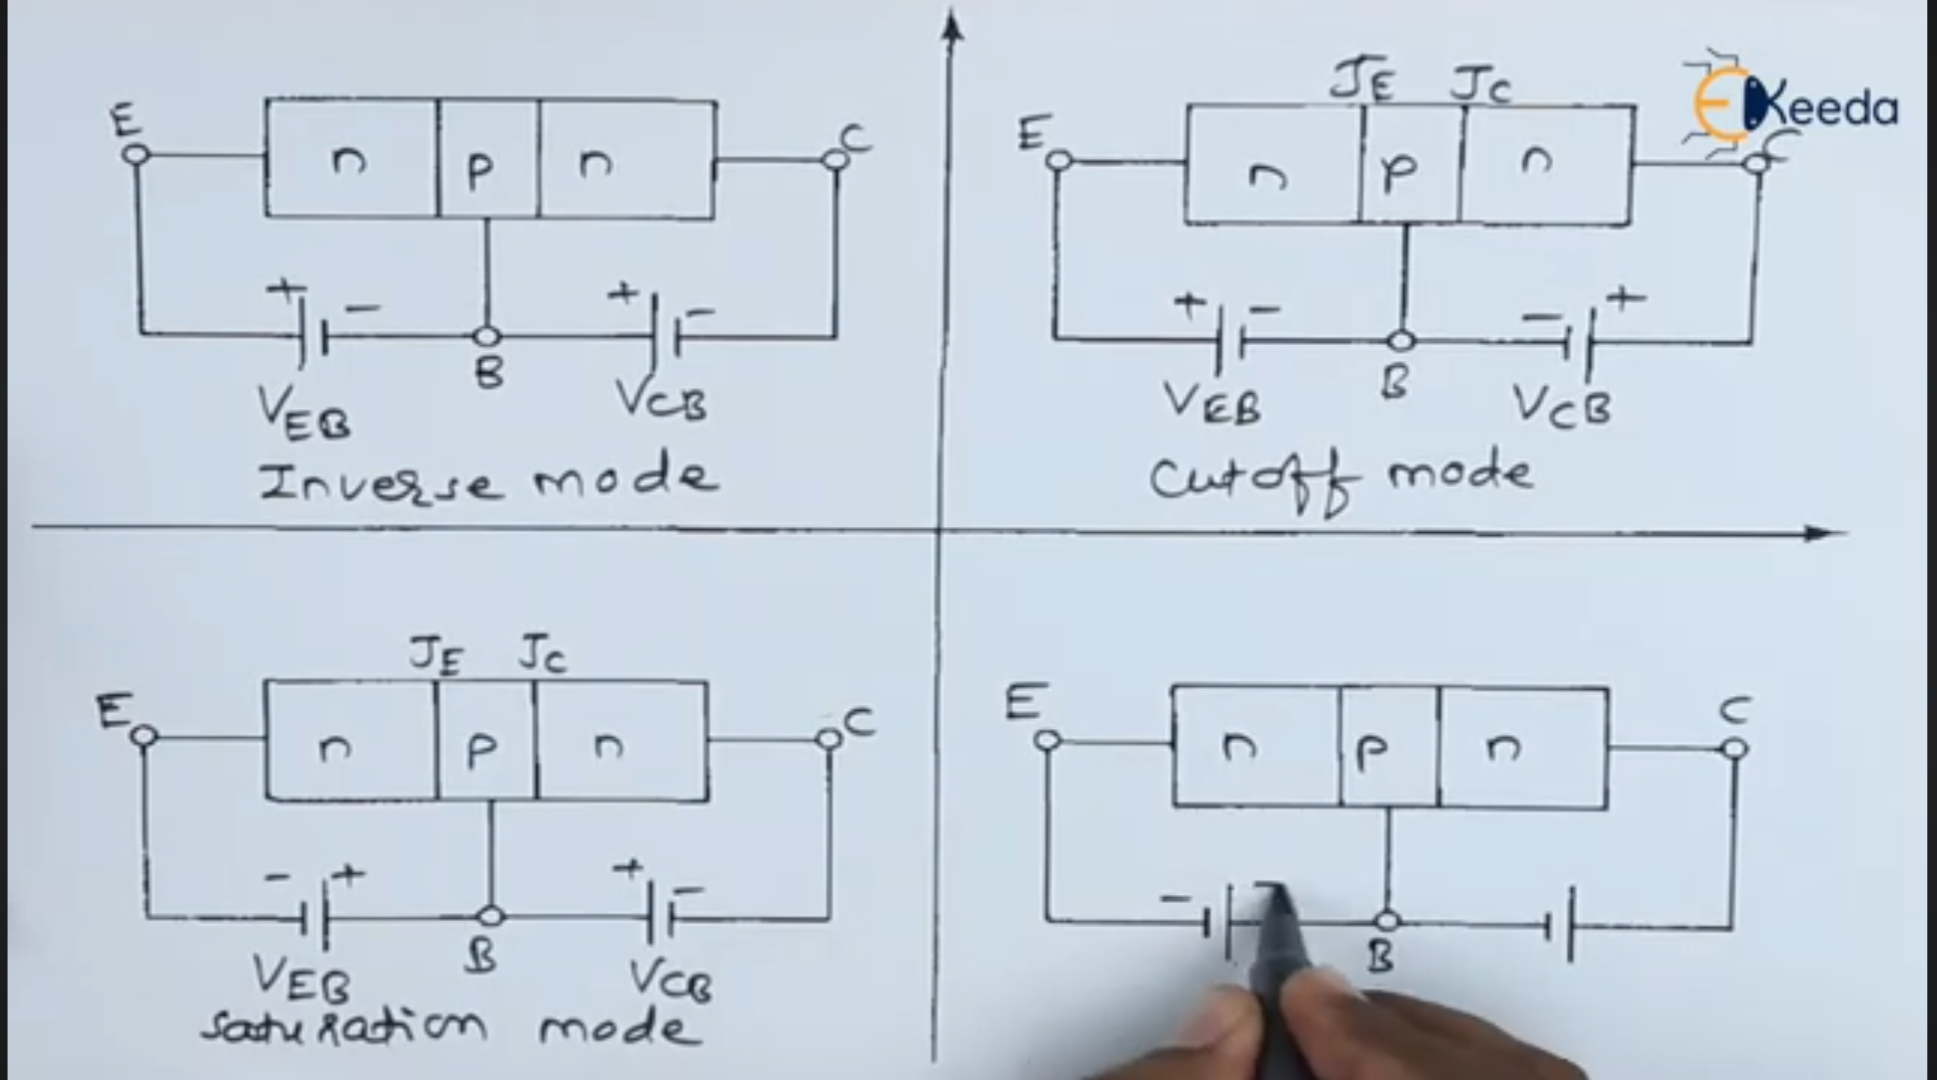 E n p n C
+ - + -
B
VEB VCB
Inverse mode
JE JC
E n p n C
+ - - +
B
VEB VCB
Cutoff mode
Keeda
JE JC
E n p n C
- + + -
B
VEB VCB
saturation mode
E n p n C
-
B